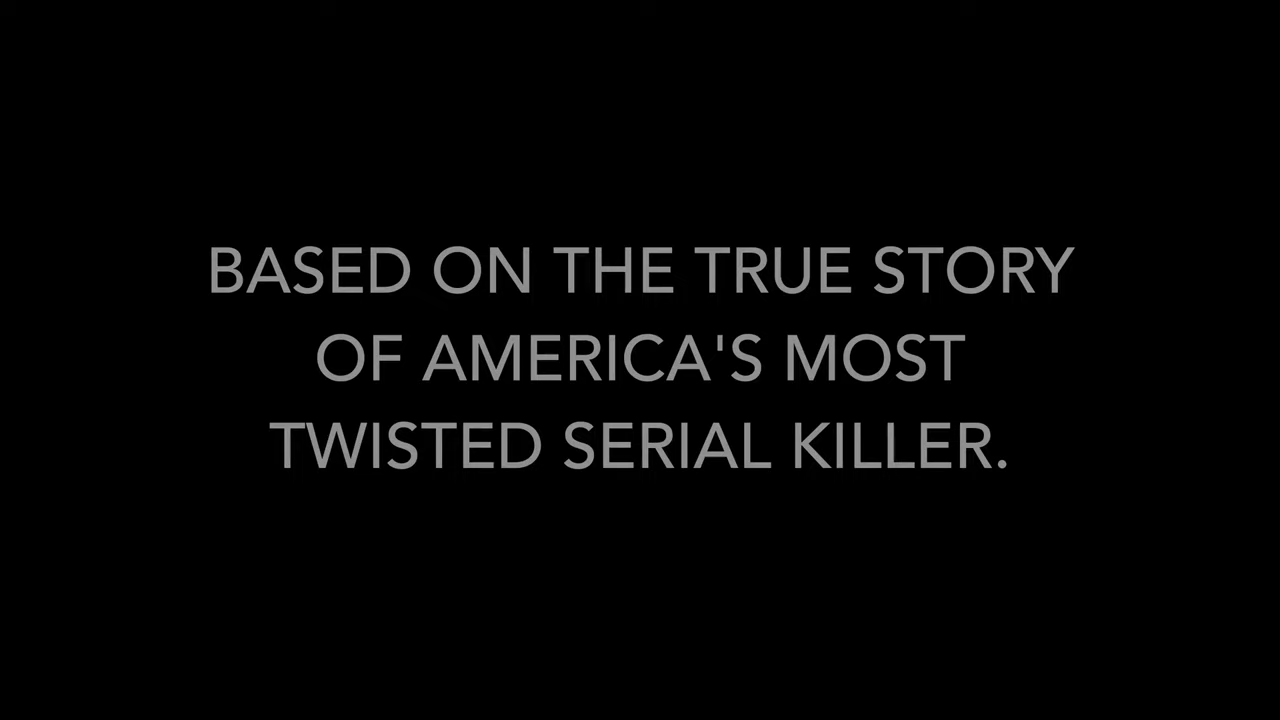 BASED ON THE TRUE STORY
OF AMERICA'S MOST
TWISTED SERIAL KILLER.